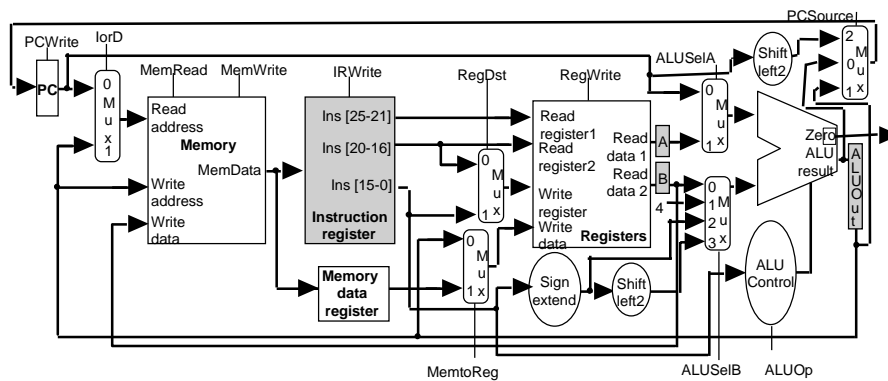 PCSource
PCWrite
IorD
2
Shift
left2
M
u
x
0
1
MemRead
MemWrite
IRWrite
RegDst
RegWrite
ALUSelA
PC
0
M
u
x
1
Read
address
Memory
MemData
Write
address
Write
data
Ins [25-21]
Ins [20-16]
Ins [15-0]
Instruction
register
0
M
u
x
1
Read
register1
Read
register2
Write
register
Write
data
Read
data 1
Read
data 2
Registers
A
B
0
M
u
x
1
4
0
1
M
u
2
x
3
Zero
ALU
result
ALUOut
0
M
u
x
1
Memory
data
register
Sign
extend
Shift
left2
ALU
Control
MemtoReg
ALUSelB
ALUOp